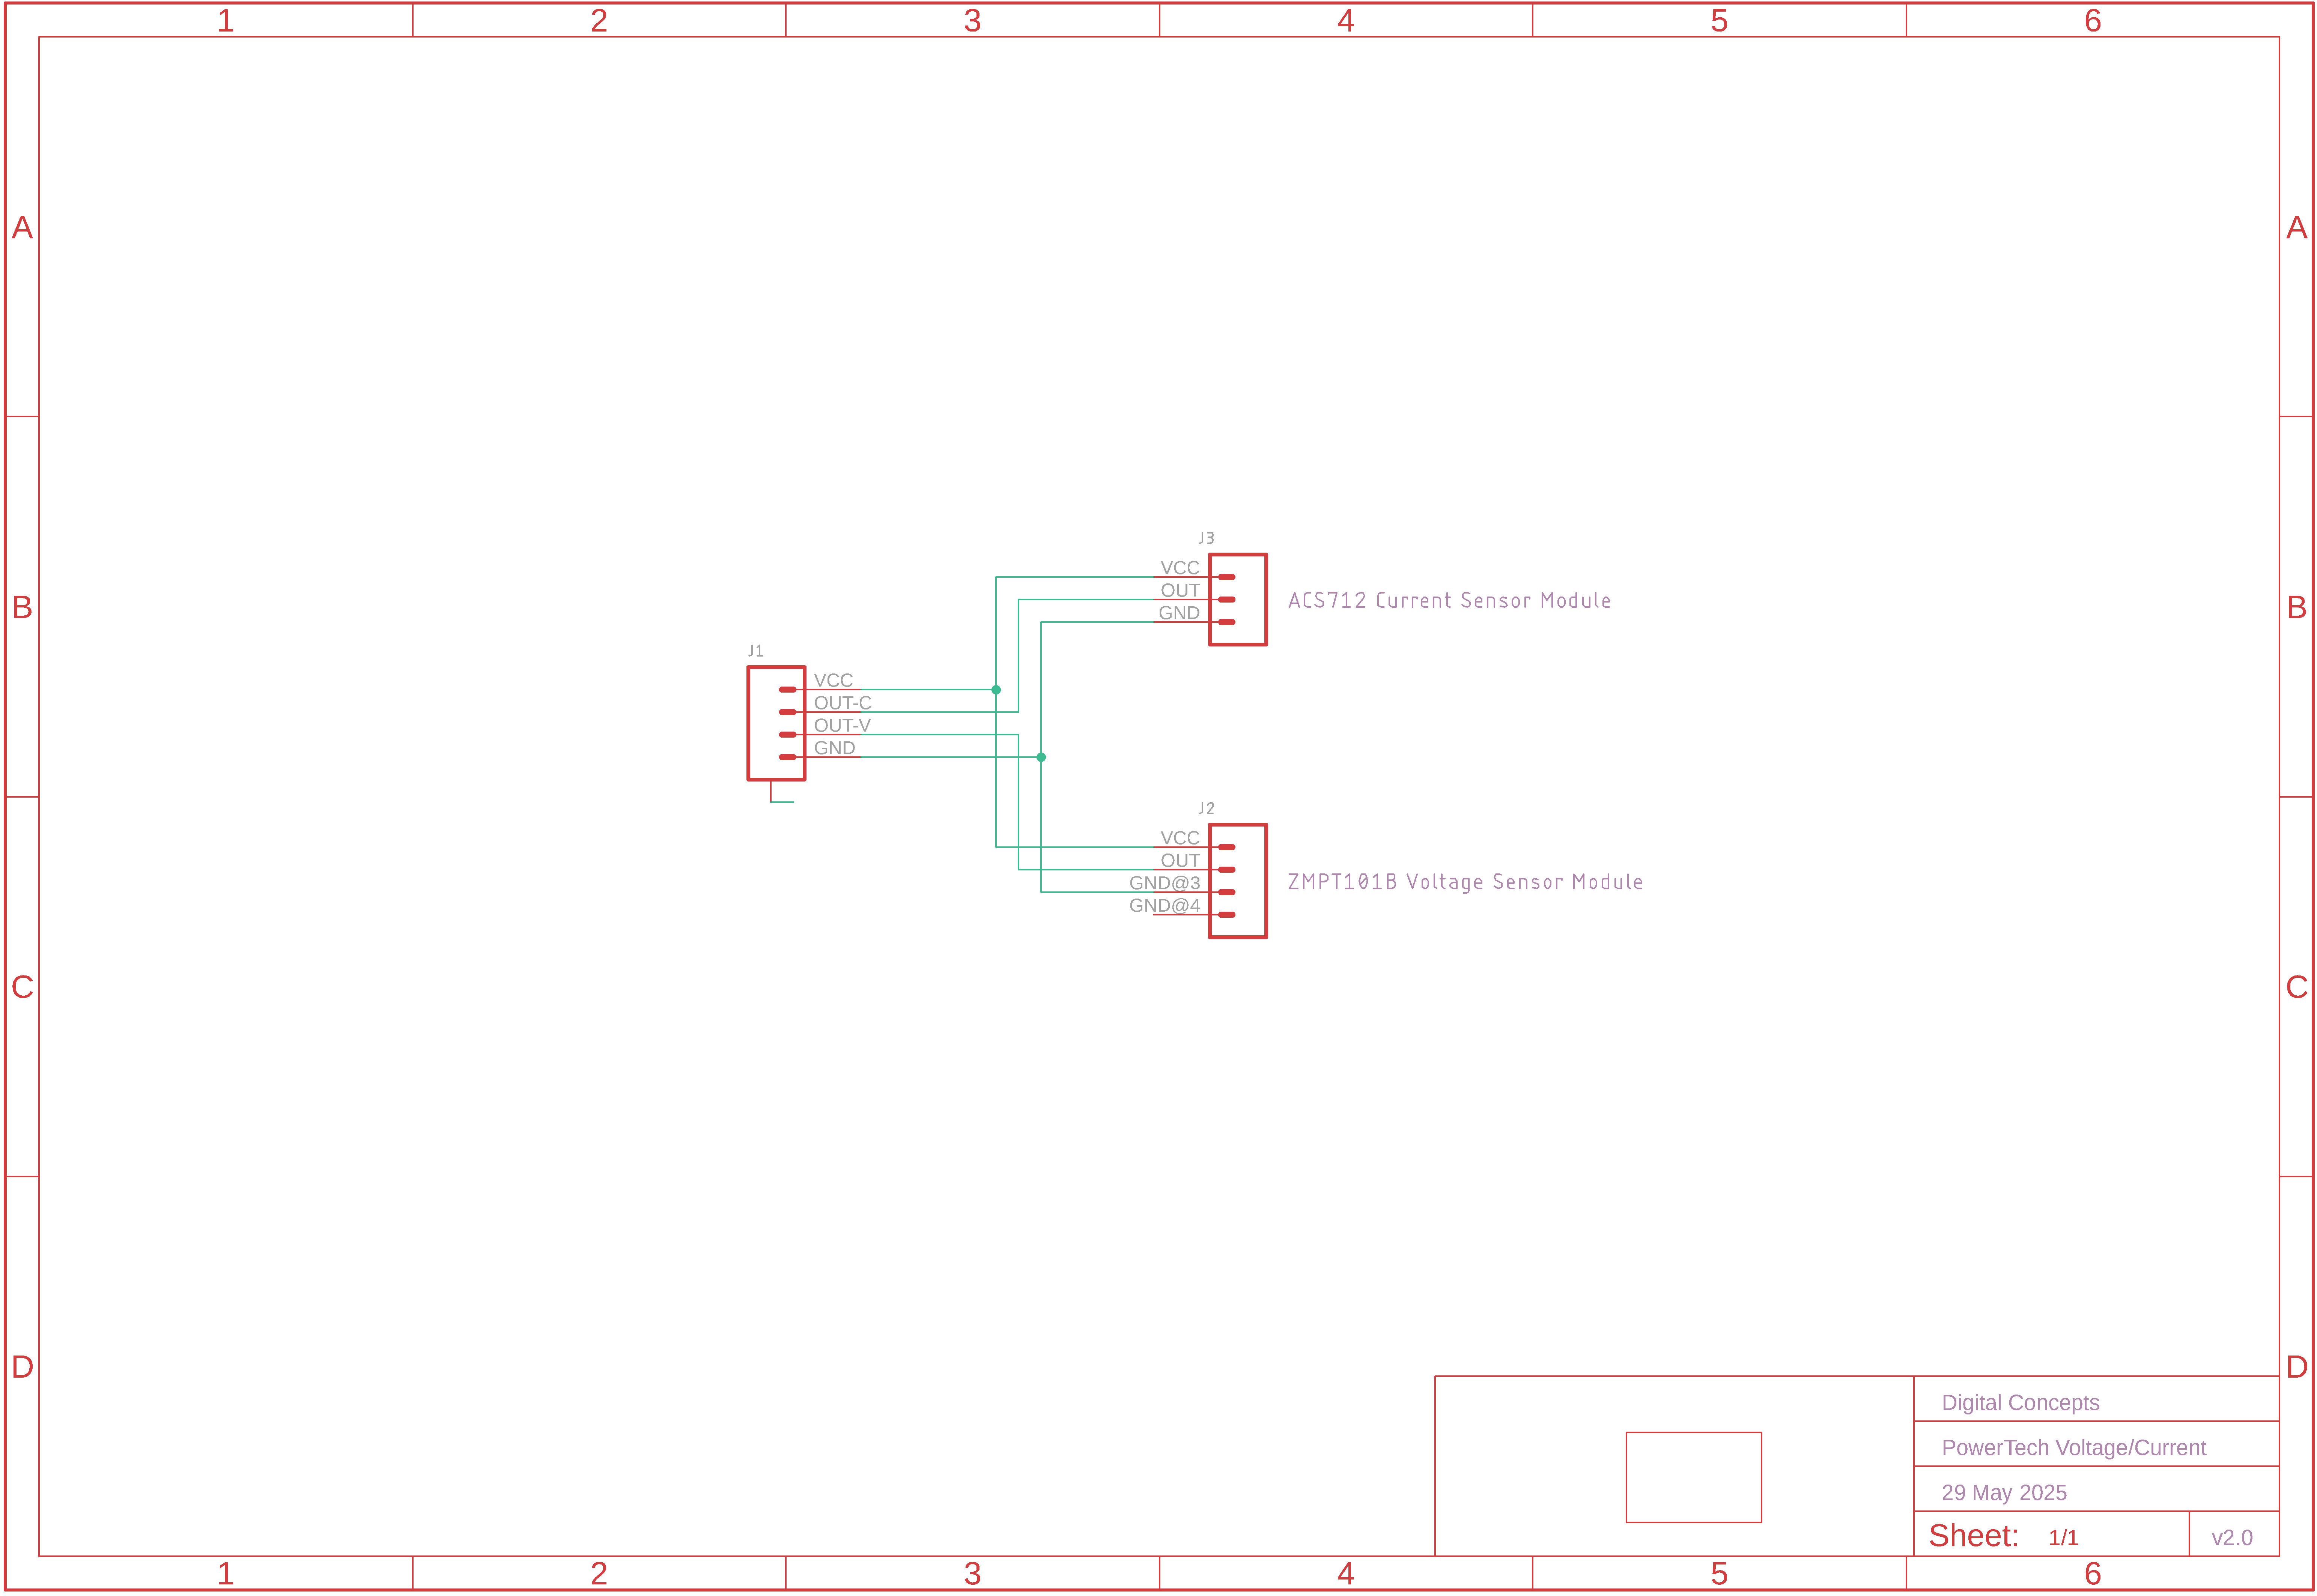 1 2 3 4 5 6
A A
J3
VCC
OUT
GND
ACS712 Current Sensor Module
B B
J1
VCC
OUT-C
OUT-V
GND
J2
VCC
OUT
GND@3
GND@4
ZMPT101B Voltage Sensor Module
C C
D D
Digital Concepts
PowerTech Voltage/Current
29 May 2025
Sheet: 1/1 v2.0
1 2 3 4 5 6